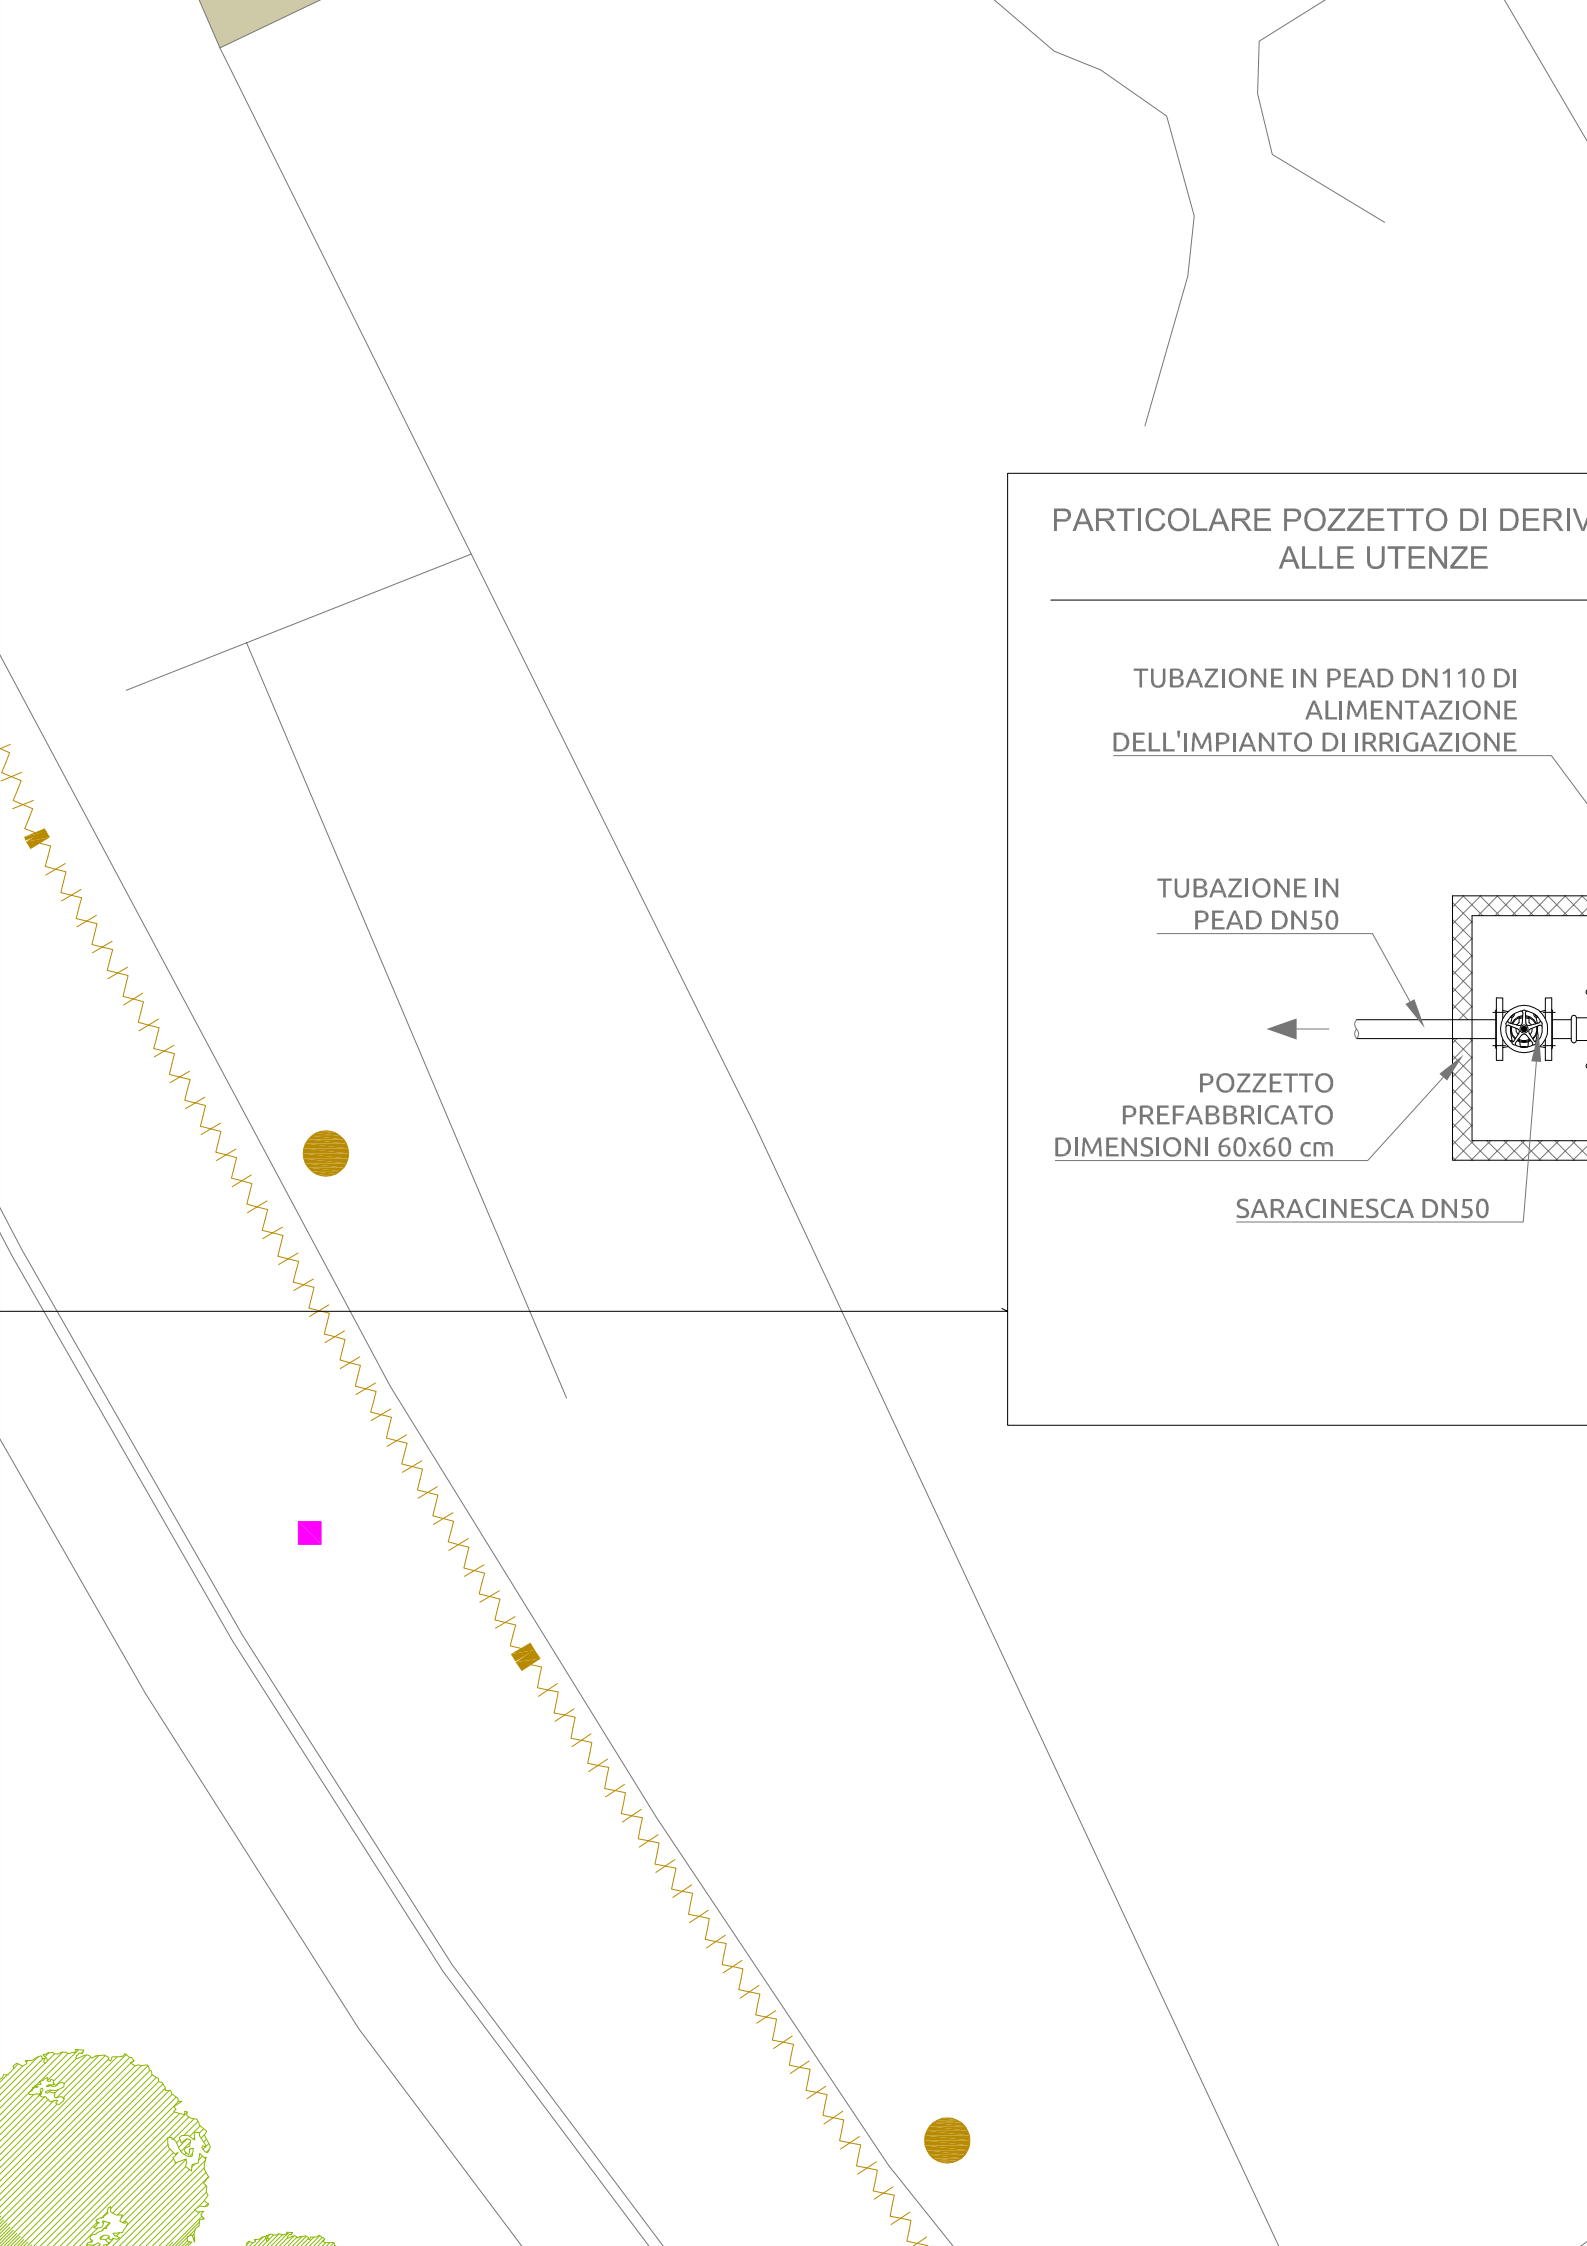 PARTICOLARE POZZETTO DI DERIV
ALLE UTENZE
TUBAZIONE IN PEAD DN110 DI
ALIMENTAZIONE
DELL'IMPIANTO DI IRRIGAZIONE
TUBAZIONE IN
PEAD DN50
POZZETTO
PREFABBRICATO
DIMENSIONI 60x60 cm
SARACINESCA DN50